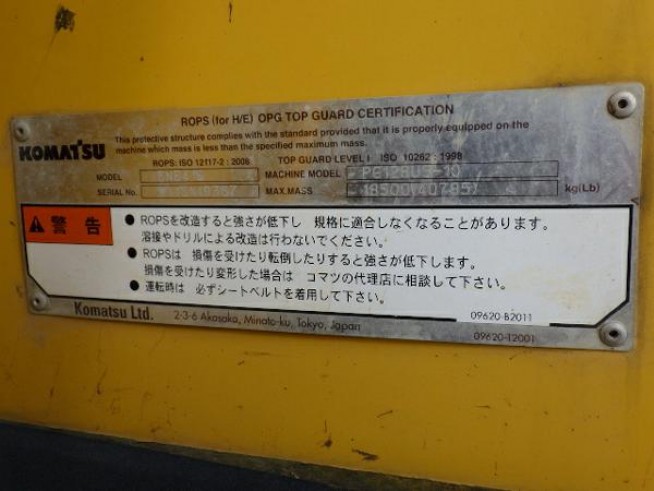 ROPS (for H/E) OPG TOP GUARD CERTIFICATION
This protective structure complies with the standard provided that it is properly equipped on the
machine which mass is less than the specified maximum mass.
KOMATSU
ROPS: ISO 12117-2 : 2008 TOP GUARD LEVEL I ISO 10262 : 1998
MODEL MACHINE MODEL PC128US-10
SERIAL No. MAX.MASS 18500(40785) kg(Lb)
警告
● ROPSを改造すると強さが低下し 規格に適合しなくなることがあります。
溶接やドリルによる改造は行わないでください。
● ROPSは 損傷を受けたり転倒したりすると強さが低下します。
損傷を受けたり変形した場合は コマツの代理店に相談して下さい。
● 運転時は 必ずシートベルトを着用して下さい。
Komatsu Ltd. 2-3-6 Akasaka, Minato-ku, Tokyo, Japan
09620-B2011
09620-T2001